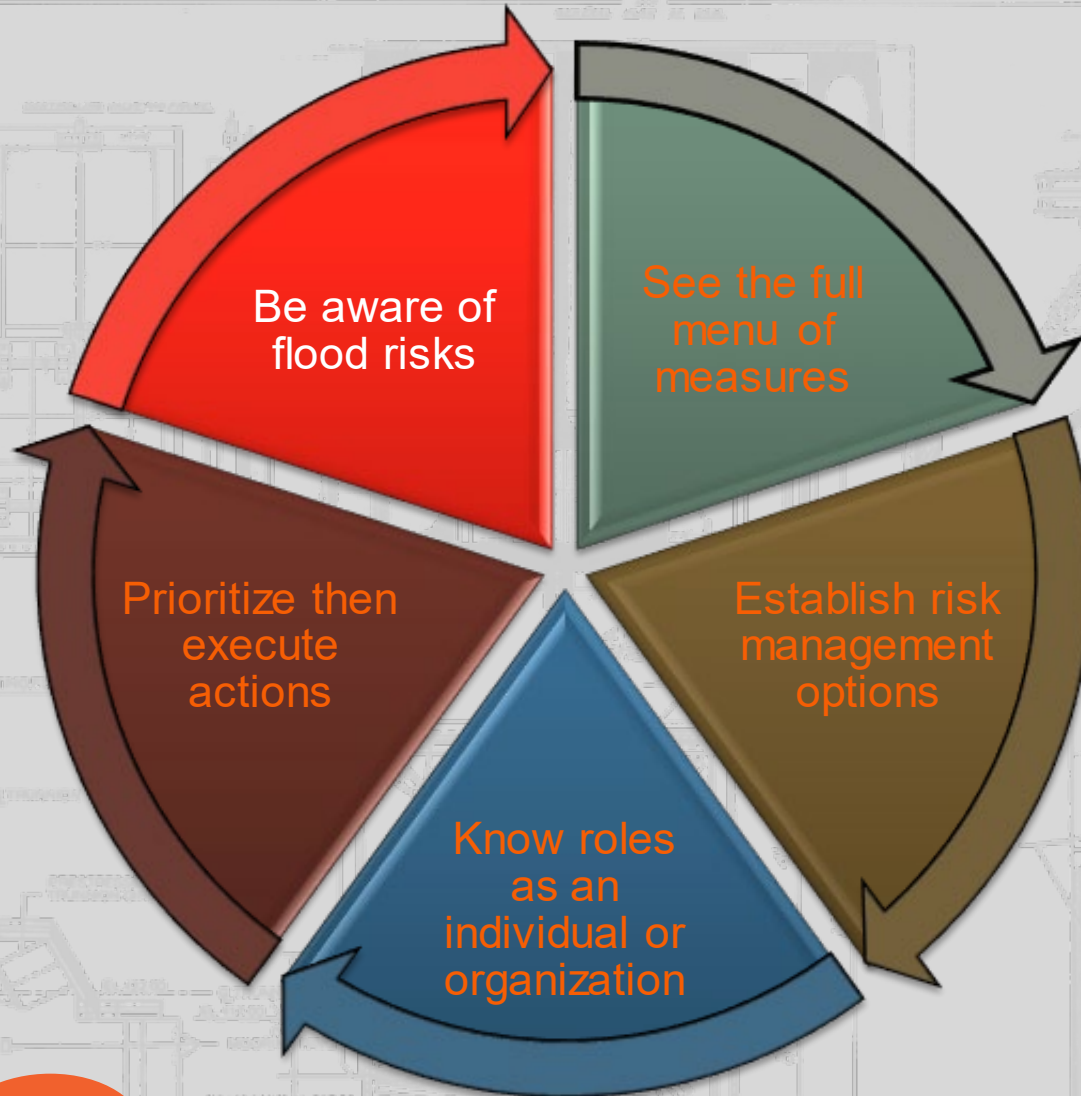 Be aware of
flood risks
See the full
menu of
measures
Establish risk
management
options
Know roles
as an
individual or
organization
Prioritize then
execute
actions